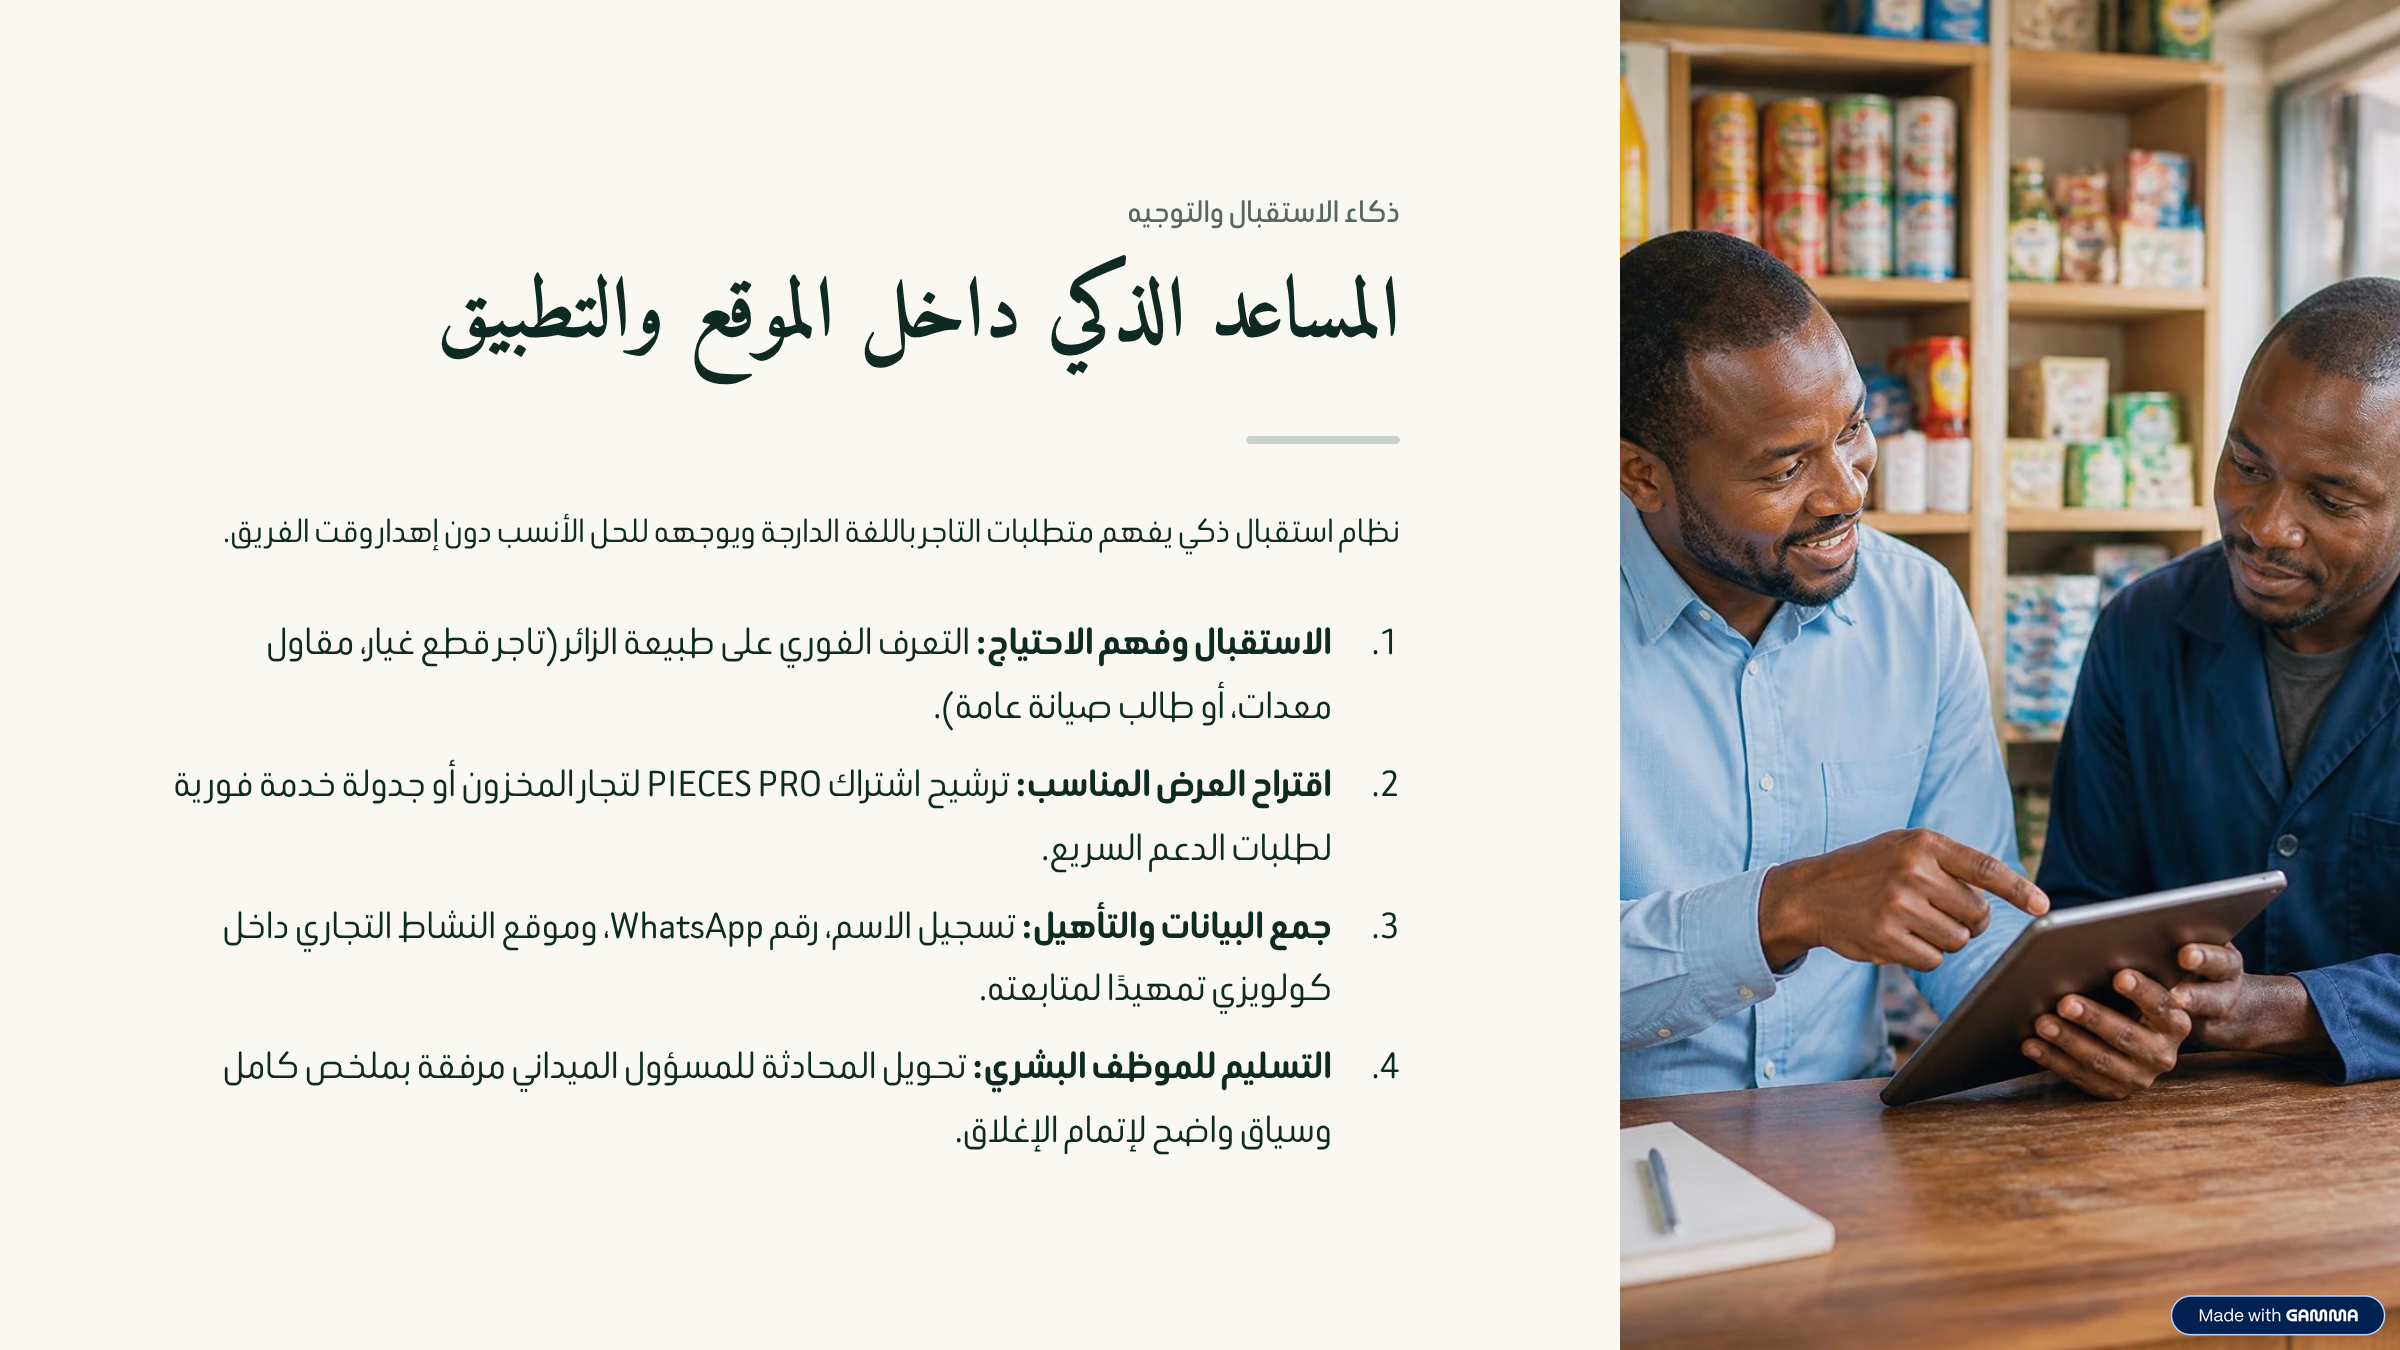 ذكاء الاستقبال والتوجيه
المساعد الذكي داخل الموقع والتطبيق
نظام استقبال ذكي يفهم متطلبات التاجر باللغة الدارجة ويوجهه للحل الأنسب دون إهدار وقت الفريق.
1. الاستقبال وفهم الاحتياج: التعرف الفوري على طبيعة الزائر (تاجر قطع غيار، مقاول
معدات، أو طالب صيانة عامة).
2. اقتراح العرض المناسب: ترشيح اشتراك PIECES PRO لتجار المخزون أو جدولة خدمة فورية
لطلبات الدعم السريع.
3. جمع البيانات والتأهيل: تسجيل الاسم، رقم WhatsApp، وموقع النشاط التجاري داخل
كولويزي تمهيدًا لمتابعته.
4. التسليم للموظف البشري: تحويل المحادثة للمسؤول الميداني مرفقة بملخص كامل
وسياق واضح لإتمام الإغلاق.
Made with GAMMA